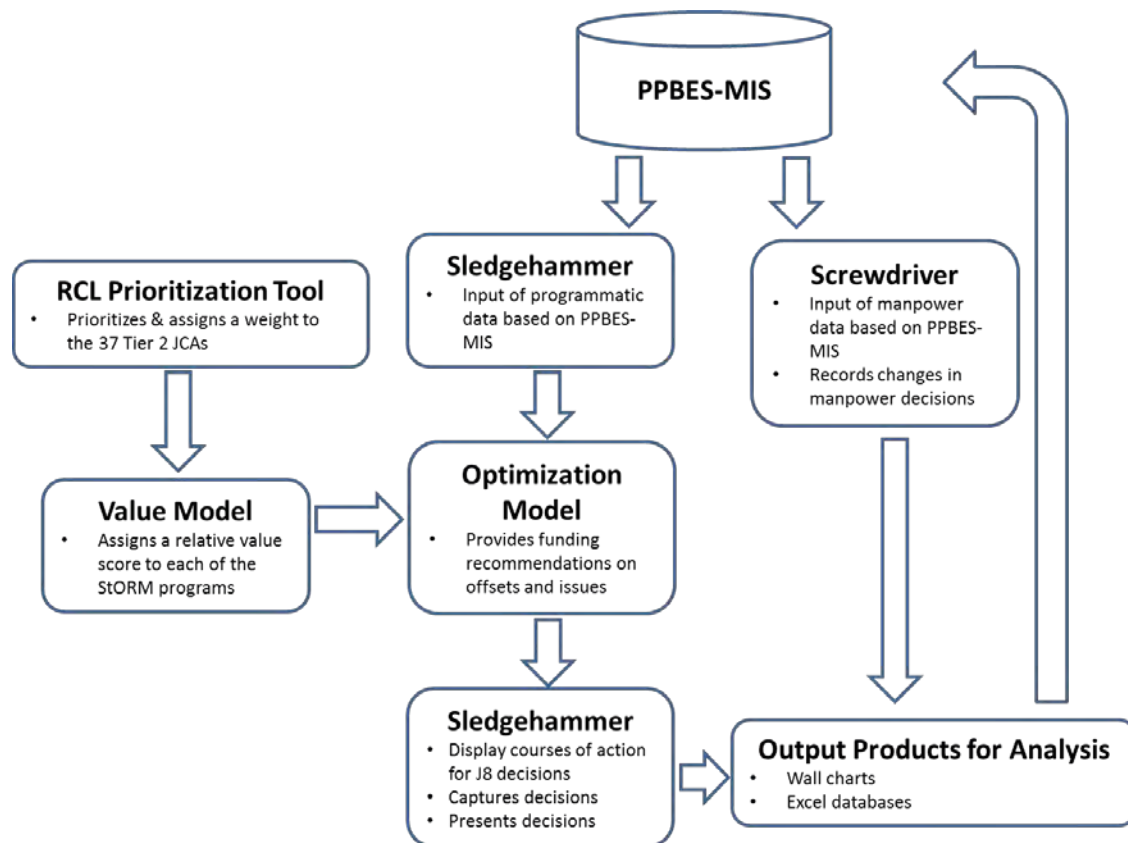 PPBES-MIS
RCL Prioritization Tool
• Prioritizes & assigns a weight to
the 37 Tier 2 JCAs
Sledgehammer
• Input of programmatic
data based on PPBES-
MIS
Screwdriver
• Input of manpower
data based on PPBES-
MIS
• Records changes in
manpower decisions
Value Model
• Assigns a relative value
score to each of the
StORM programs
Optimization
Model
• Provides funding
recommendations on
offsets and issues
Sledgehammer
• Display courses of action
for J8 decisions
• Captures decisions
• Presents decisions
Output Products for Analysis
• Wall charts
• Excel databases